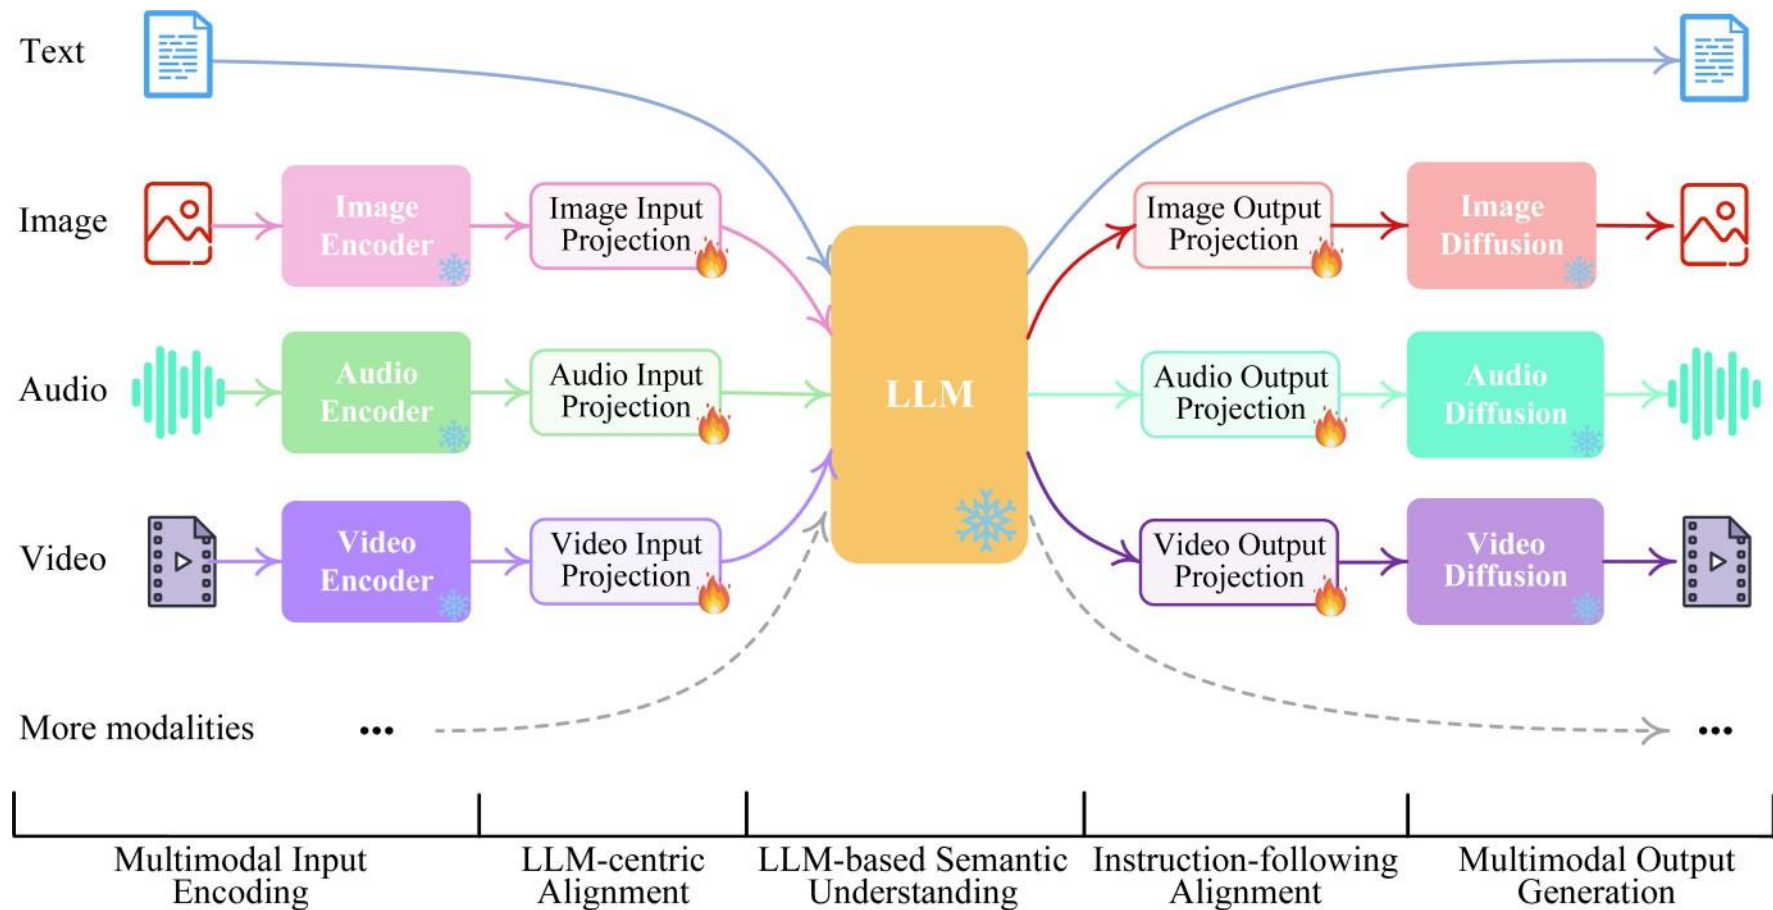 Text
Image
Image
Encoder
Image Input
Projection
Image Output
Projection
Image
Diffusion
Audio
Audio
Encoder
Audio Input
Projection
LLM
Audio Output
Projection
Audio
Diffusion
Video
Video
Encoder
Video Input
Projection
Video Output
Projection
Video
Diffusion
More modalities
...
...
Multimodal Input
Encoding
LLM-centric
Alignment
LLM-based Semantic
Understanding
Instruction-following
Alignment
Multimodal Output
Generation